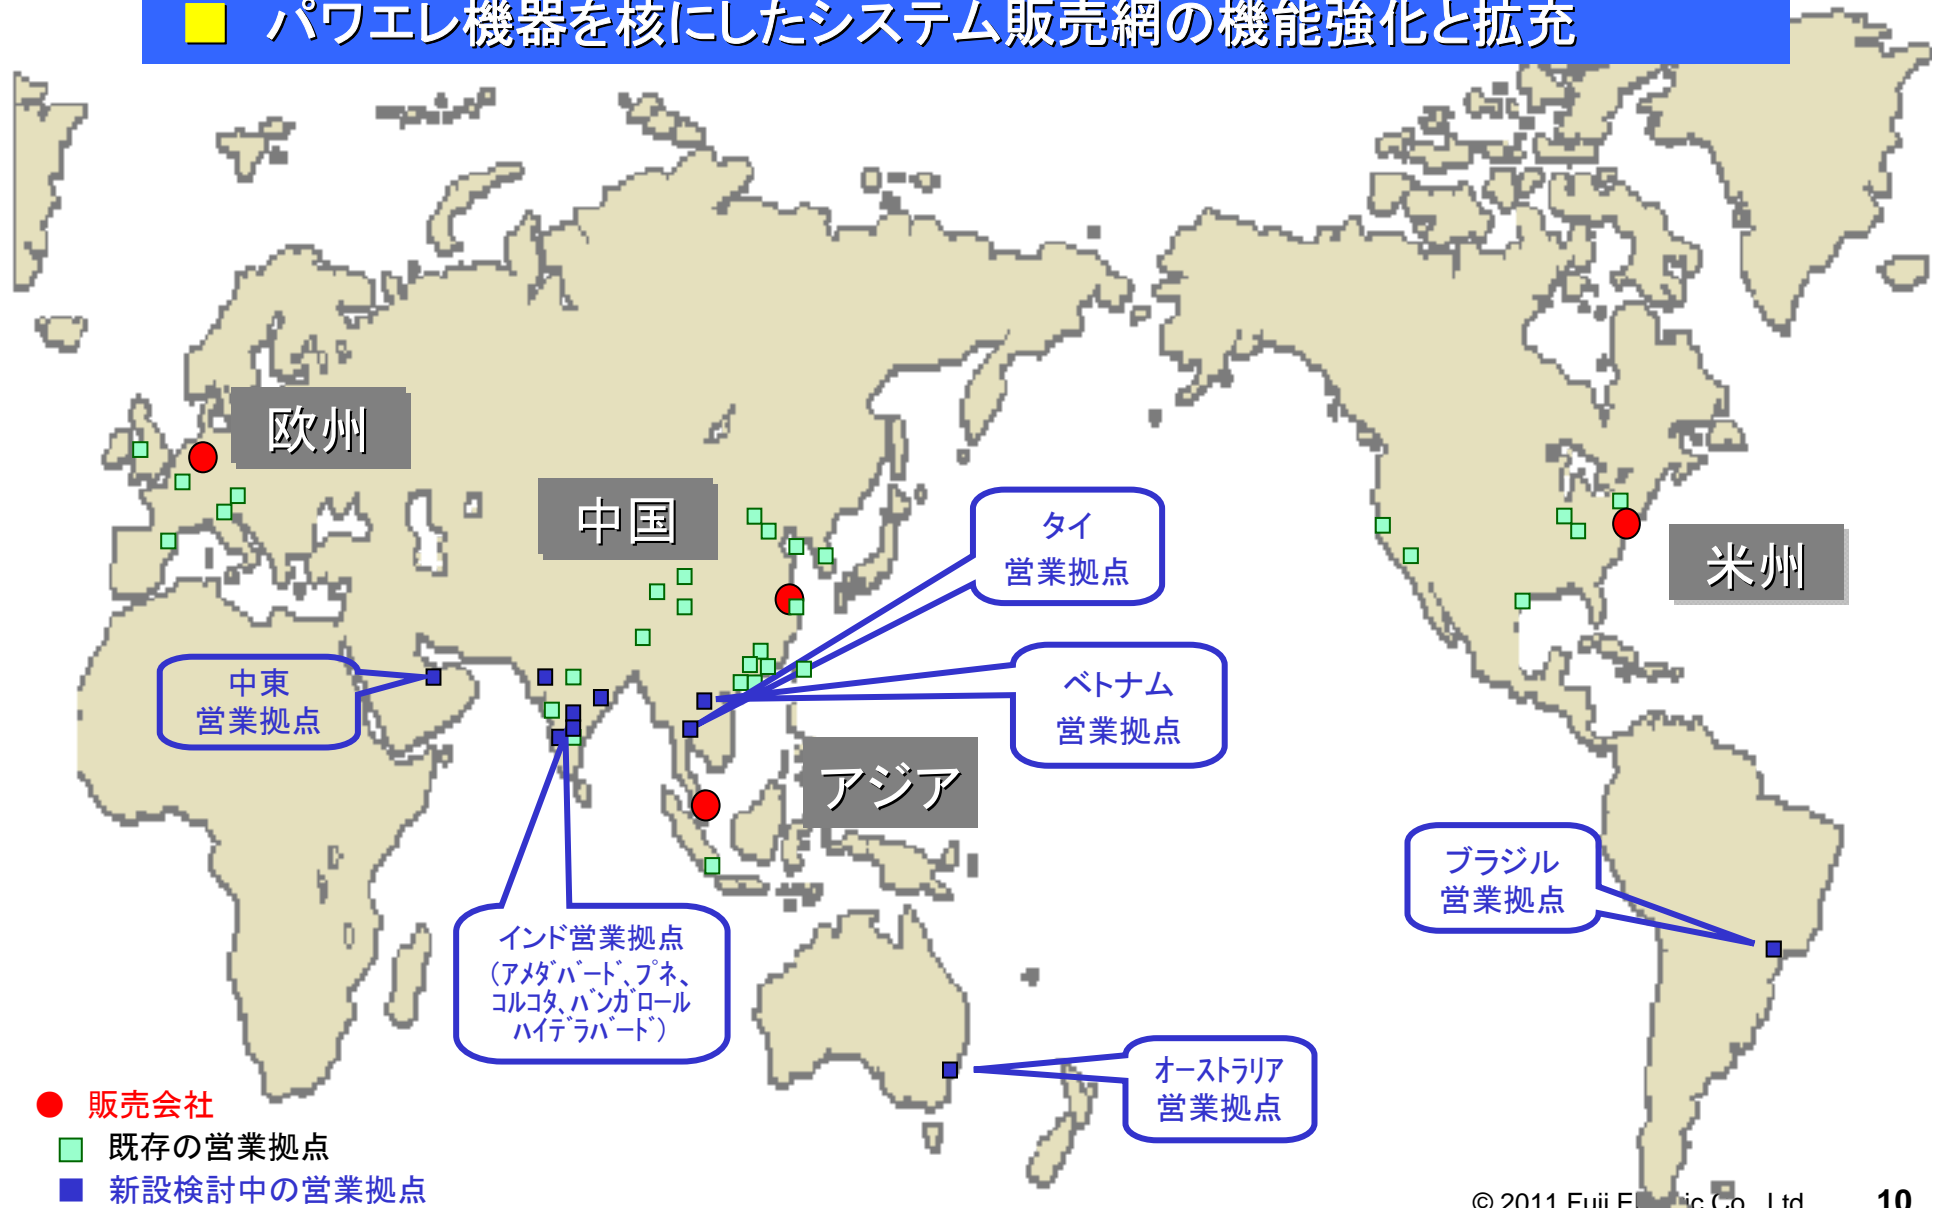 ■ パワエレ機器を核にしたシステム販売網の機能強化と拡充
欧州
中国
タイ
営業拠点
米州
中東
営業拠点
ベトナム
営業拠点
アジア
ブラジル
営業拠点
インド営業拠点
(ｱﾒﾀﾞﾊﾞｰﾄﾞ、ﾌﾟﾈ、
ｺﾙｺﾀ、ﾊﾞﾝｶﾞﾛｰﾙ
ﾊｲﾃﾞﾗﾊﾞｰﾄﾞ)
ｵｰｽﾄﾗﾘｱ
営業拠点
● 販売会社
既存の営業拠点
■ 新設検討中の営業拠点
© 2011 Fuji Electric Co., Ltd. 10